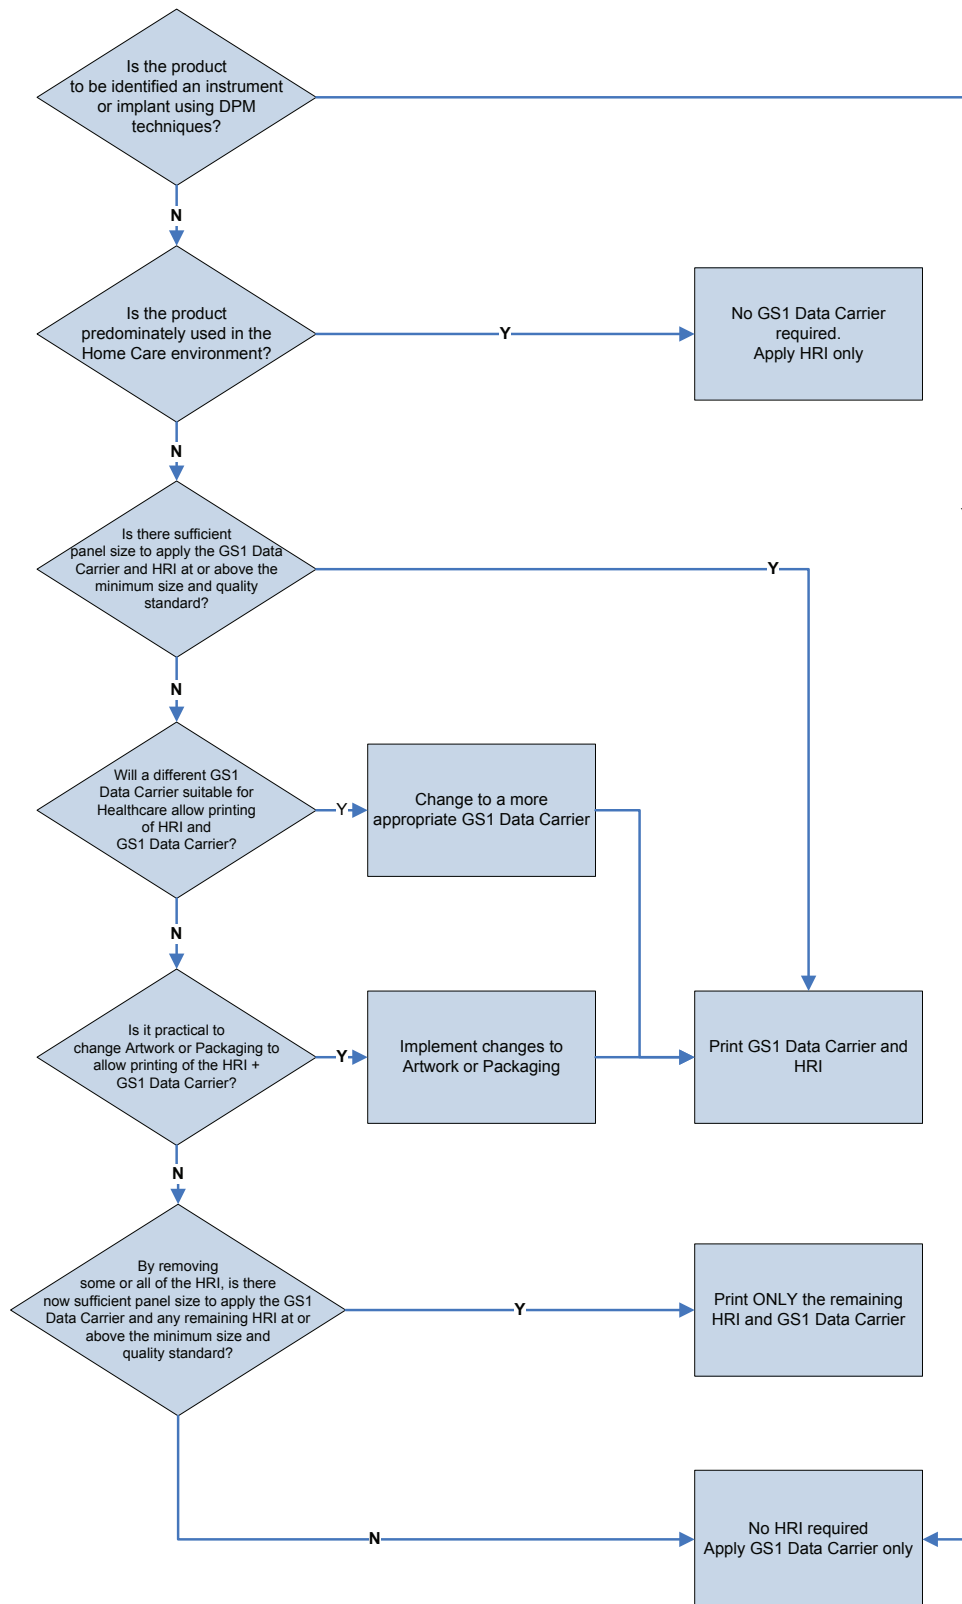 Is the product
to be identified an instrument
or implant using DPM
techniques?
N
Is the product
predominately used in the
Home Care environment?
Y
No GS1 Data Carrier
required.
Apply HRI only
N
Is there sufficient
panel size to apply the GS1 Data
Carrier and HRI at or above the
minimum size and quality
standard?
Y
N
Will a different GS1
Data Carrier suitable for
Healthcare allow printing
of HRI and
GS1 Data Carrier?
Y
Change to a more
appropriate GS1 Data Carrier
N
Is it practical to
change Artwork or Packaging to
allow printing of the HRI +
GS1 Data Carrier?
Y
Implement changes to
Artwork or Packaging
Print GS1 Data Carrier and
HRI
N
By removing
some or all of the HRI, is there
now sufficient panel size to apply the GS1
Data Carrier and any remaining HRI at or
above the minimum size and
quality standard?
Y
Print ONLY the remaining
HRI and GS1 Data Carrier
N
No HRI required
Apply GS1 Data Carrier only